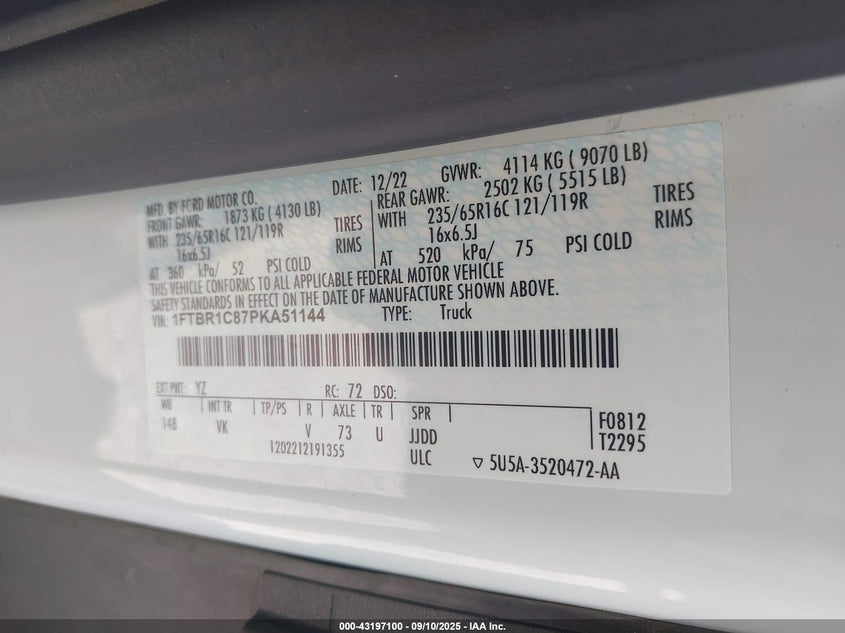 MFD. BY FORD MOTOR CO.
DATE: 12/22 GVWR: 4114 KG ( 9070 LB)
FRONT GAWR: 1873 KG ( 4130 LB)
WITH 235/65R16C 121/119R TIRES
16x6.5J RIMS
AT 360 kPa/ 52 PSI COLD
REAR GAWR: 2502 KG ( 5515 LB)
WITH 235/65R16C 121/119R TIRES
16x6.5J RIMS
AT 520 kPa/ 75 PSI COLD
THIS VEHICLE CONFORMS TO ALL APPLICABLE FEDERAL MOTOR VEHICLE
SAFETY STANDARDS IN EFFECT ON THE DATE OF MANUFACTURE SHOWN ABOVE.
VIN: 1FTBR1C87PKA51144 TYPE: Truck
EXT PNT: YZ RC: 72 DSO:
WB INT TR TP/PS R AXLE TR SPR
148 VK V 73 U JJDD
1202212191355 ULC
F0812
T2295
▽ 5U5A-3520472-AA
000-43197100 - 09/10/2025 - IAA Inc.